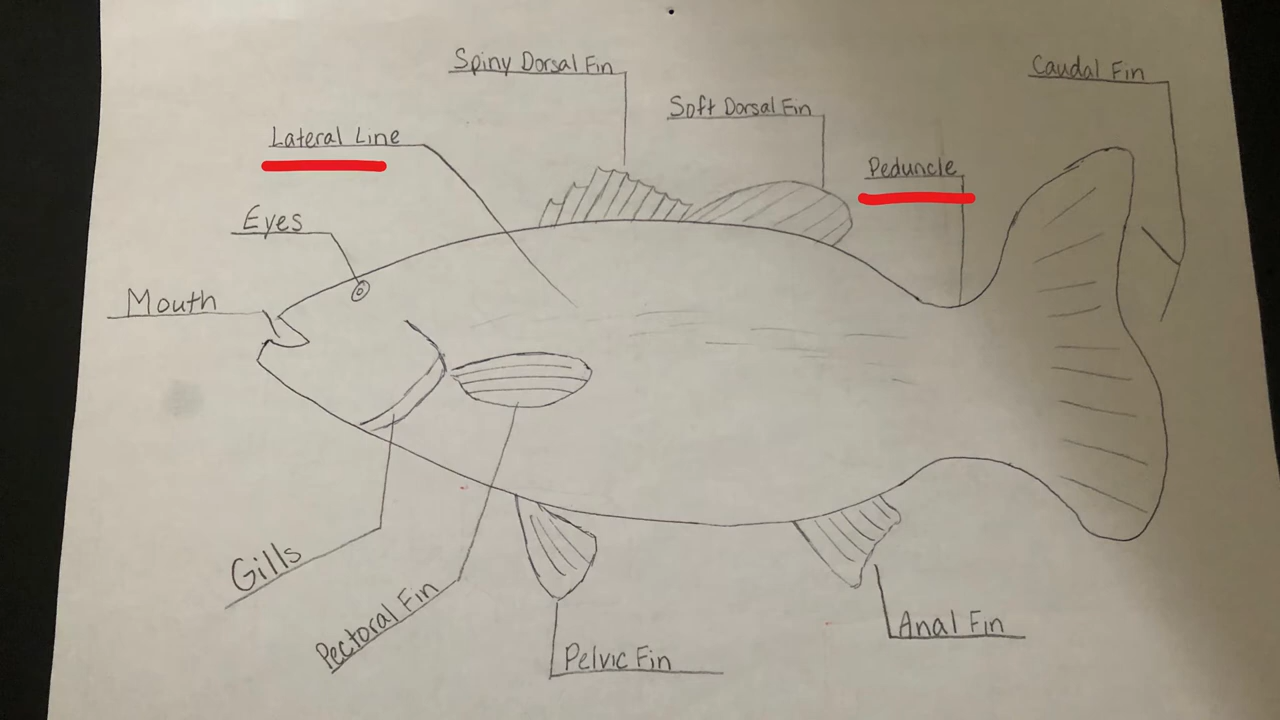 Spiny Dorsal Fin
Caudal Fin
Soft Dorsal Fin
Lateral Line
Peduncle
Eyes
Mouth
Gills
Pectoral Fin
Anal Fin
Pelvic Fin